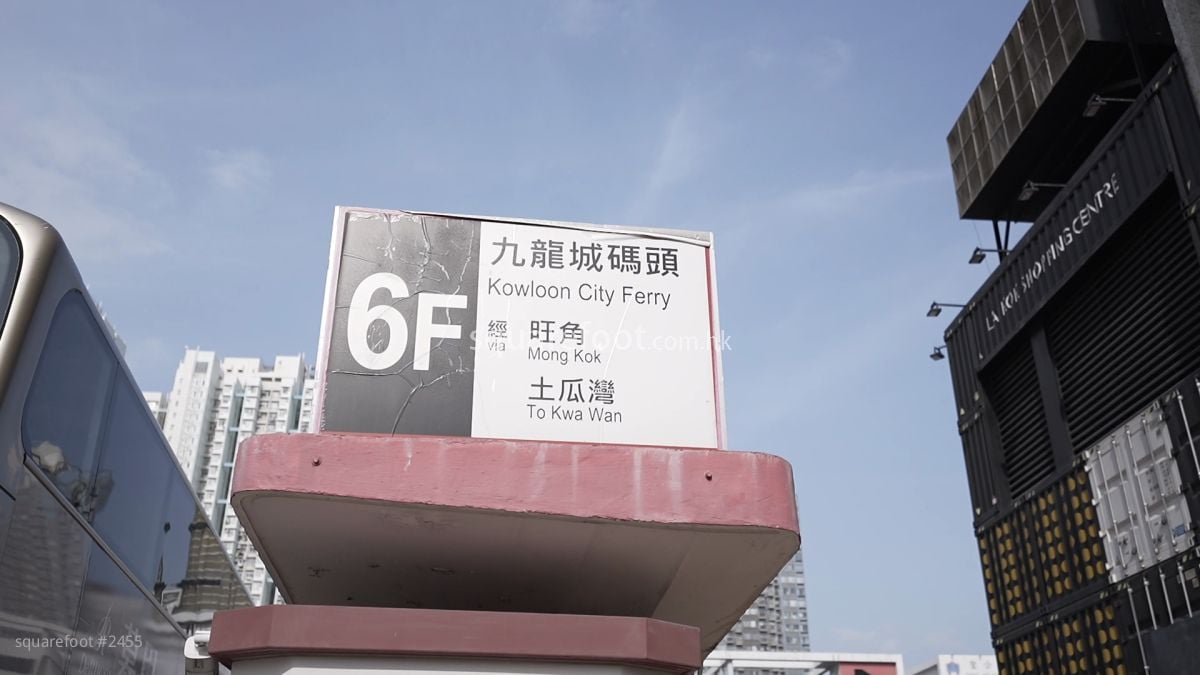 6F
九龍城碼頭
Kowloon City Ferry
經 旺角
via Mong Kok
土瓜灣
To Kwa Wan
squarefoot.com.hk
SHOPPING CENTRE
squarefoot #2455